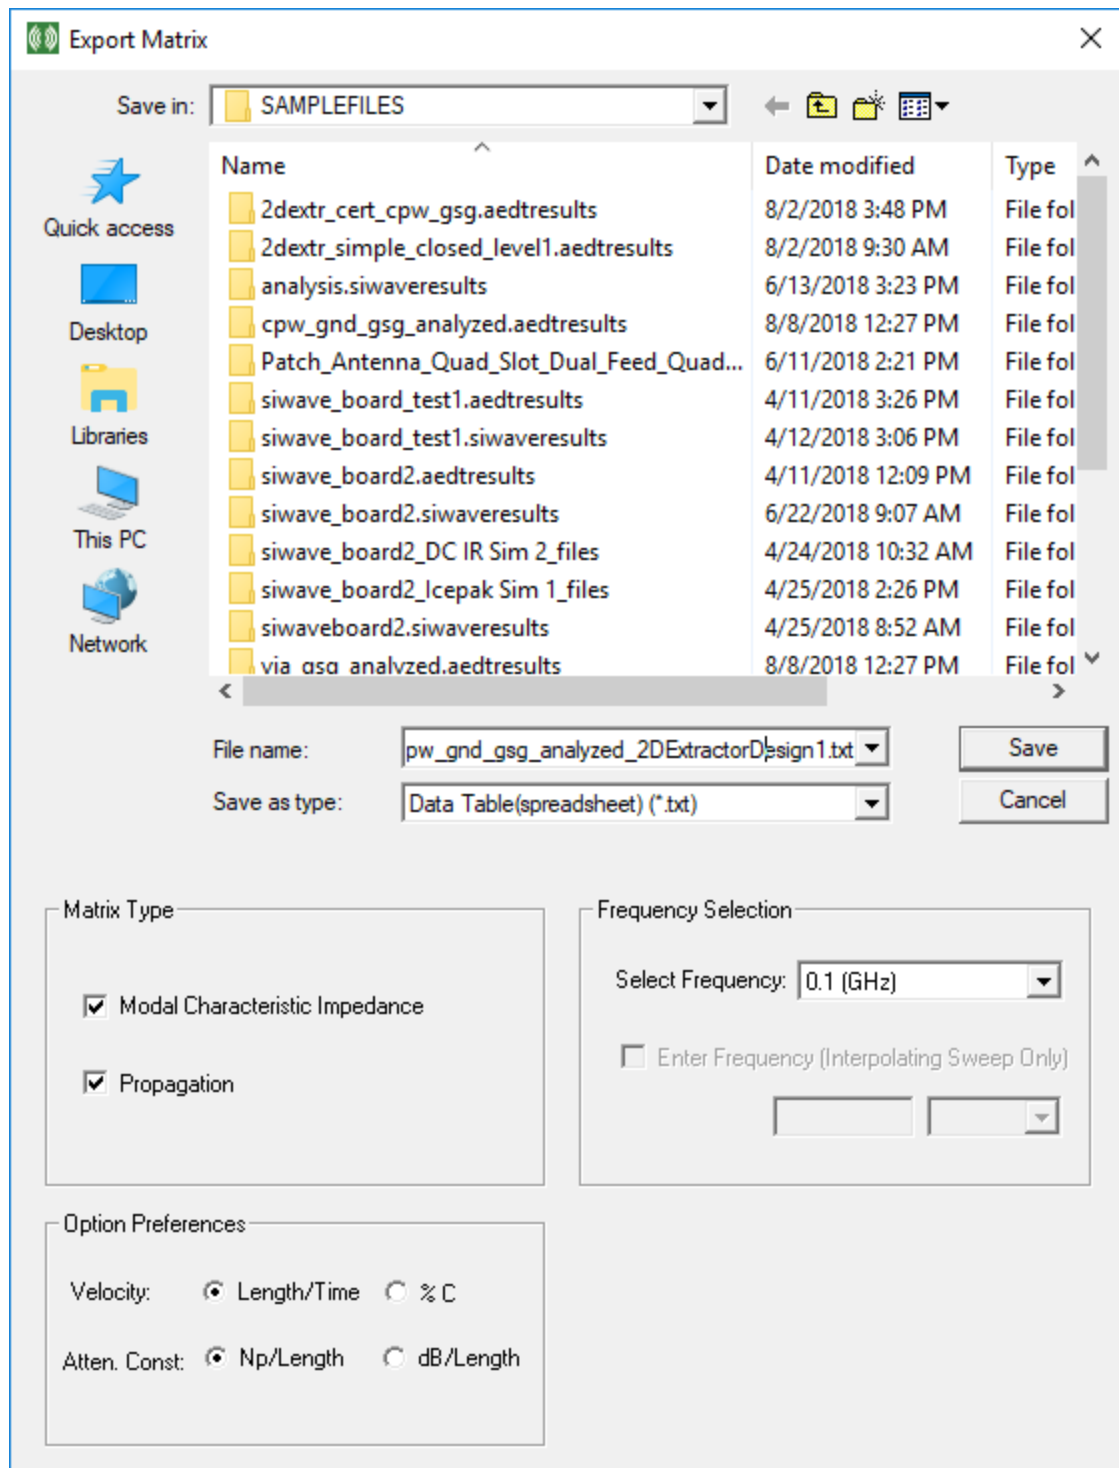 Export Matrix
Save in: SAMPLEFILES
Quick access
Desktop
Libraries
This PC
Network
Name Date modified Type
2dextr_cert_cpw_gsg.aedtresults 8/2/2018 3:48 PM File fol
2dextr_simple_closed_level1.aedtresults 8/2/2018 9:30 AM File fol
analysis.siwaveresults 6/13/2018 3:23 PM File fol
cpw_gnd_gsg_analyzed.aedtresults 8/8/2018 12:27 PM File fol
Patch_Antenna_Quad_Slot_Dual_Feed_Quad... 6/11/2018 2:21 PM File fol
siwave_board_test1.aedtresults 4/11/2018 3:26 PM File fol
siwave_board_test1.siwaveresults 4/12/2018 3:06 PM File fol
siwave_board2.aedtresults 4/11/2018 12:09 PM File fol
siwave_board2.siwaveresults 6/22/2018 9:07 AM File fol
siwave_board2_DC IR Sim 2_files 4/24/2018 10:32 AM File fol
siwave_board2_Icepak Sim 1_files 4/25/2018 2:26 PM File fol
siwaveboard2.siwaveresults 4/25/2018 8:52 AM File fol
via_gsg_analyzed.aedtresults 8/8/2018 12:27 PM File fol
File name: pw_gnd_gsg_analyzed_2DExtractorDesign1.txt Save
Save as type: Data Table(spreadsheet) (*.txt) Cancel
Matrix Type
Modal Characteristic Impedance
Propagation
Frequency Selection
Select Frequency: 0.1 (GHz)
Enter Frequency (Interpolating Sweep Only)
Option Preferences
Velocity: Length/Time % C
Atten. Const: Np/Length dB/Length